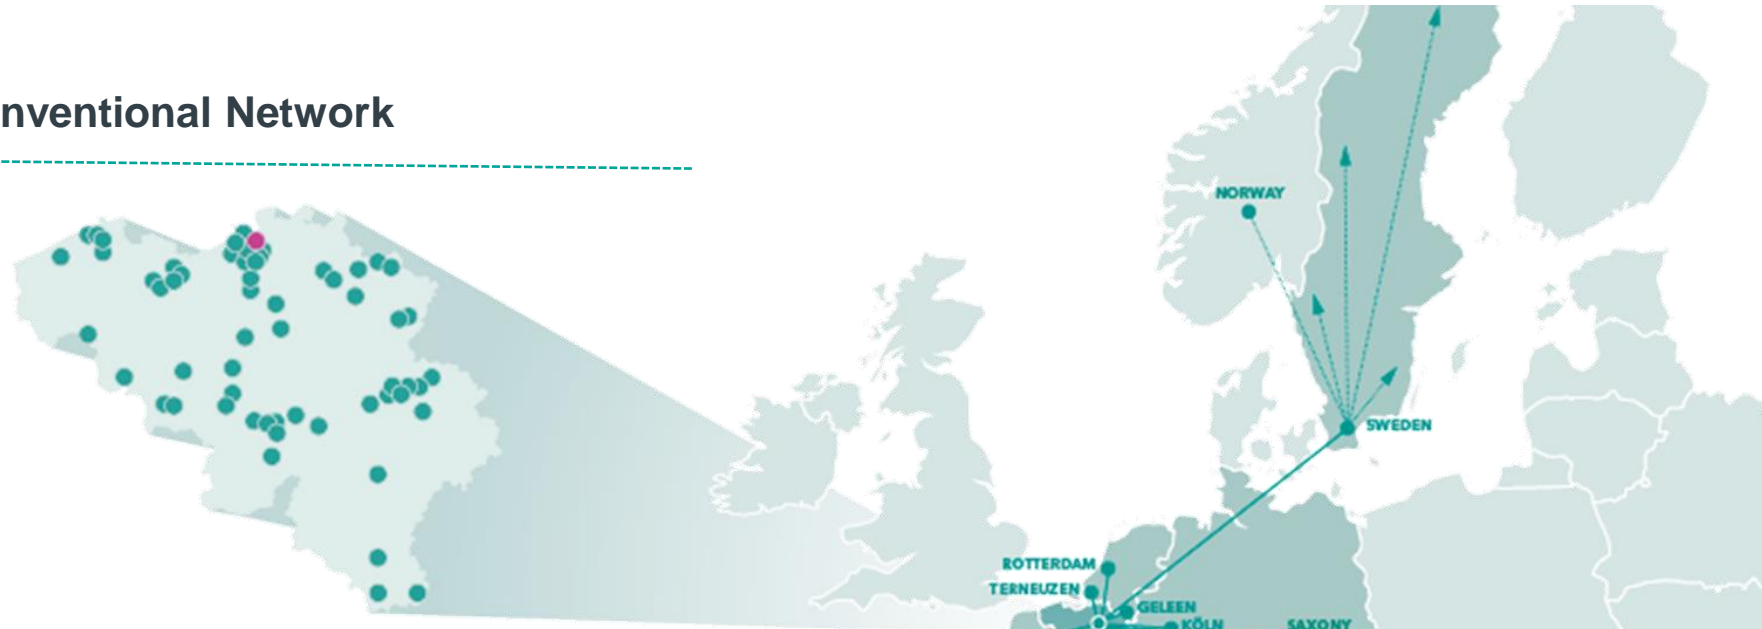 nventional Network
NORWAY
SWEDEN
ROTTERDAM
TERNEUZEN
GELEEN
KÖLN
SAXONY